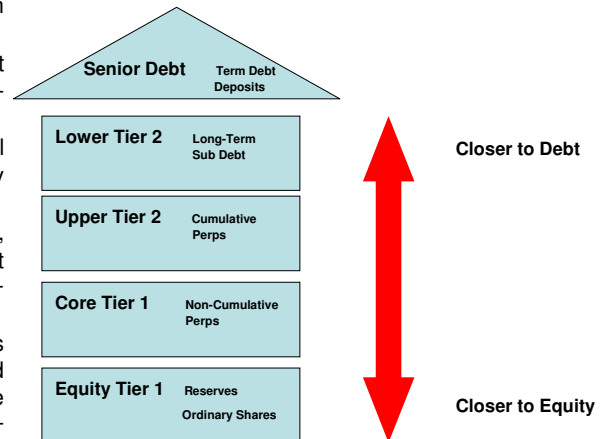 Senior Debt Term Debt
Deposits
Lower Tier 2 Long-Term
Sub Debt
Closer to Debt
Upper Tier 2 Cumulative
Perps
Core Tier 1 Non-Cumulative
Perps
Equity Tier 1 Reserves
Ordinary Shares
Closer to Equity